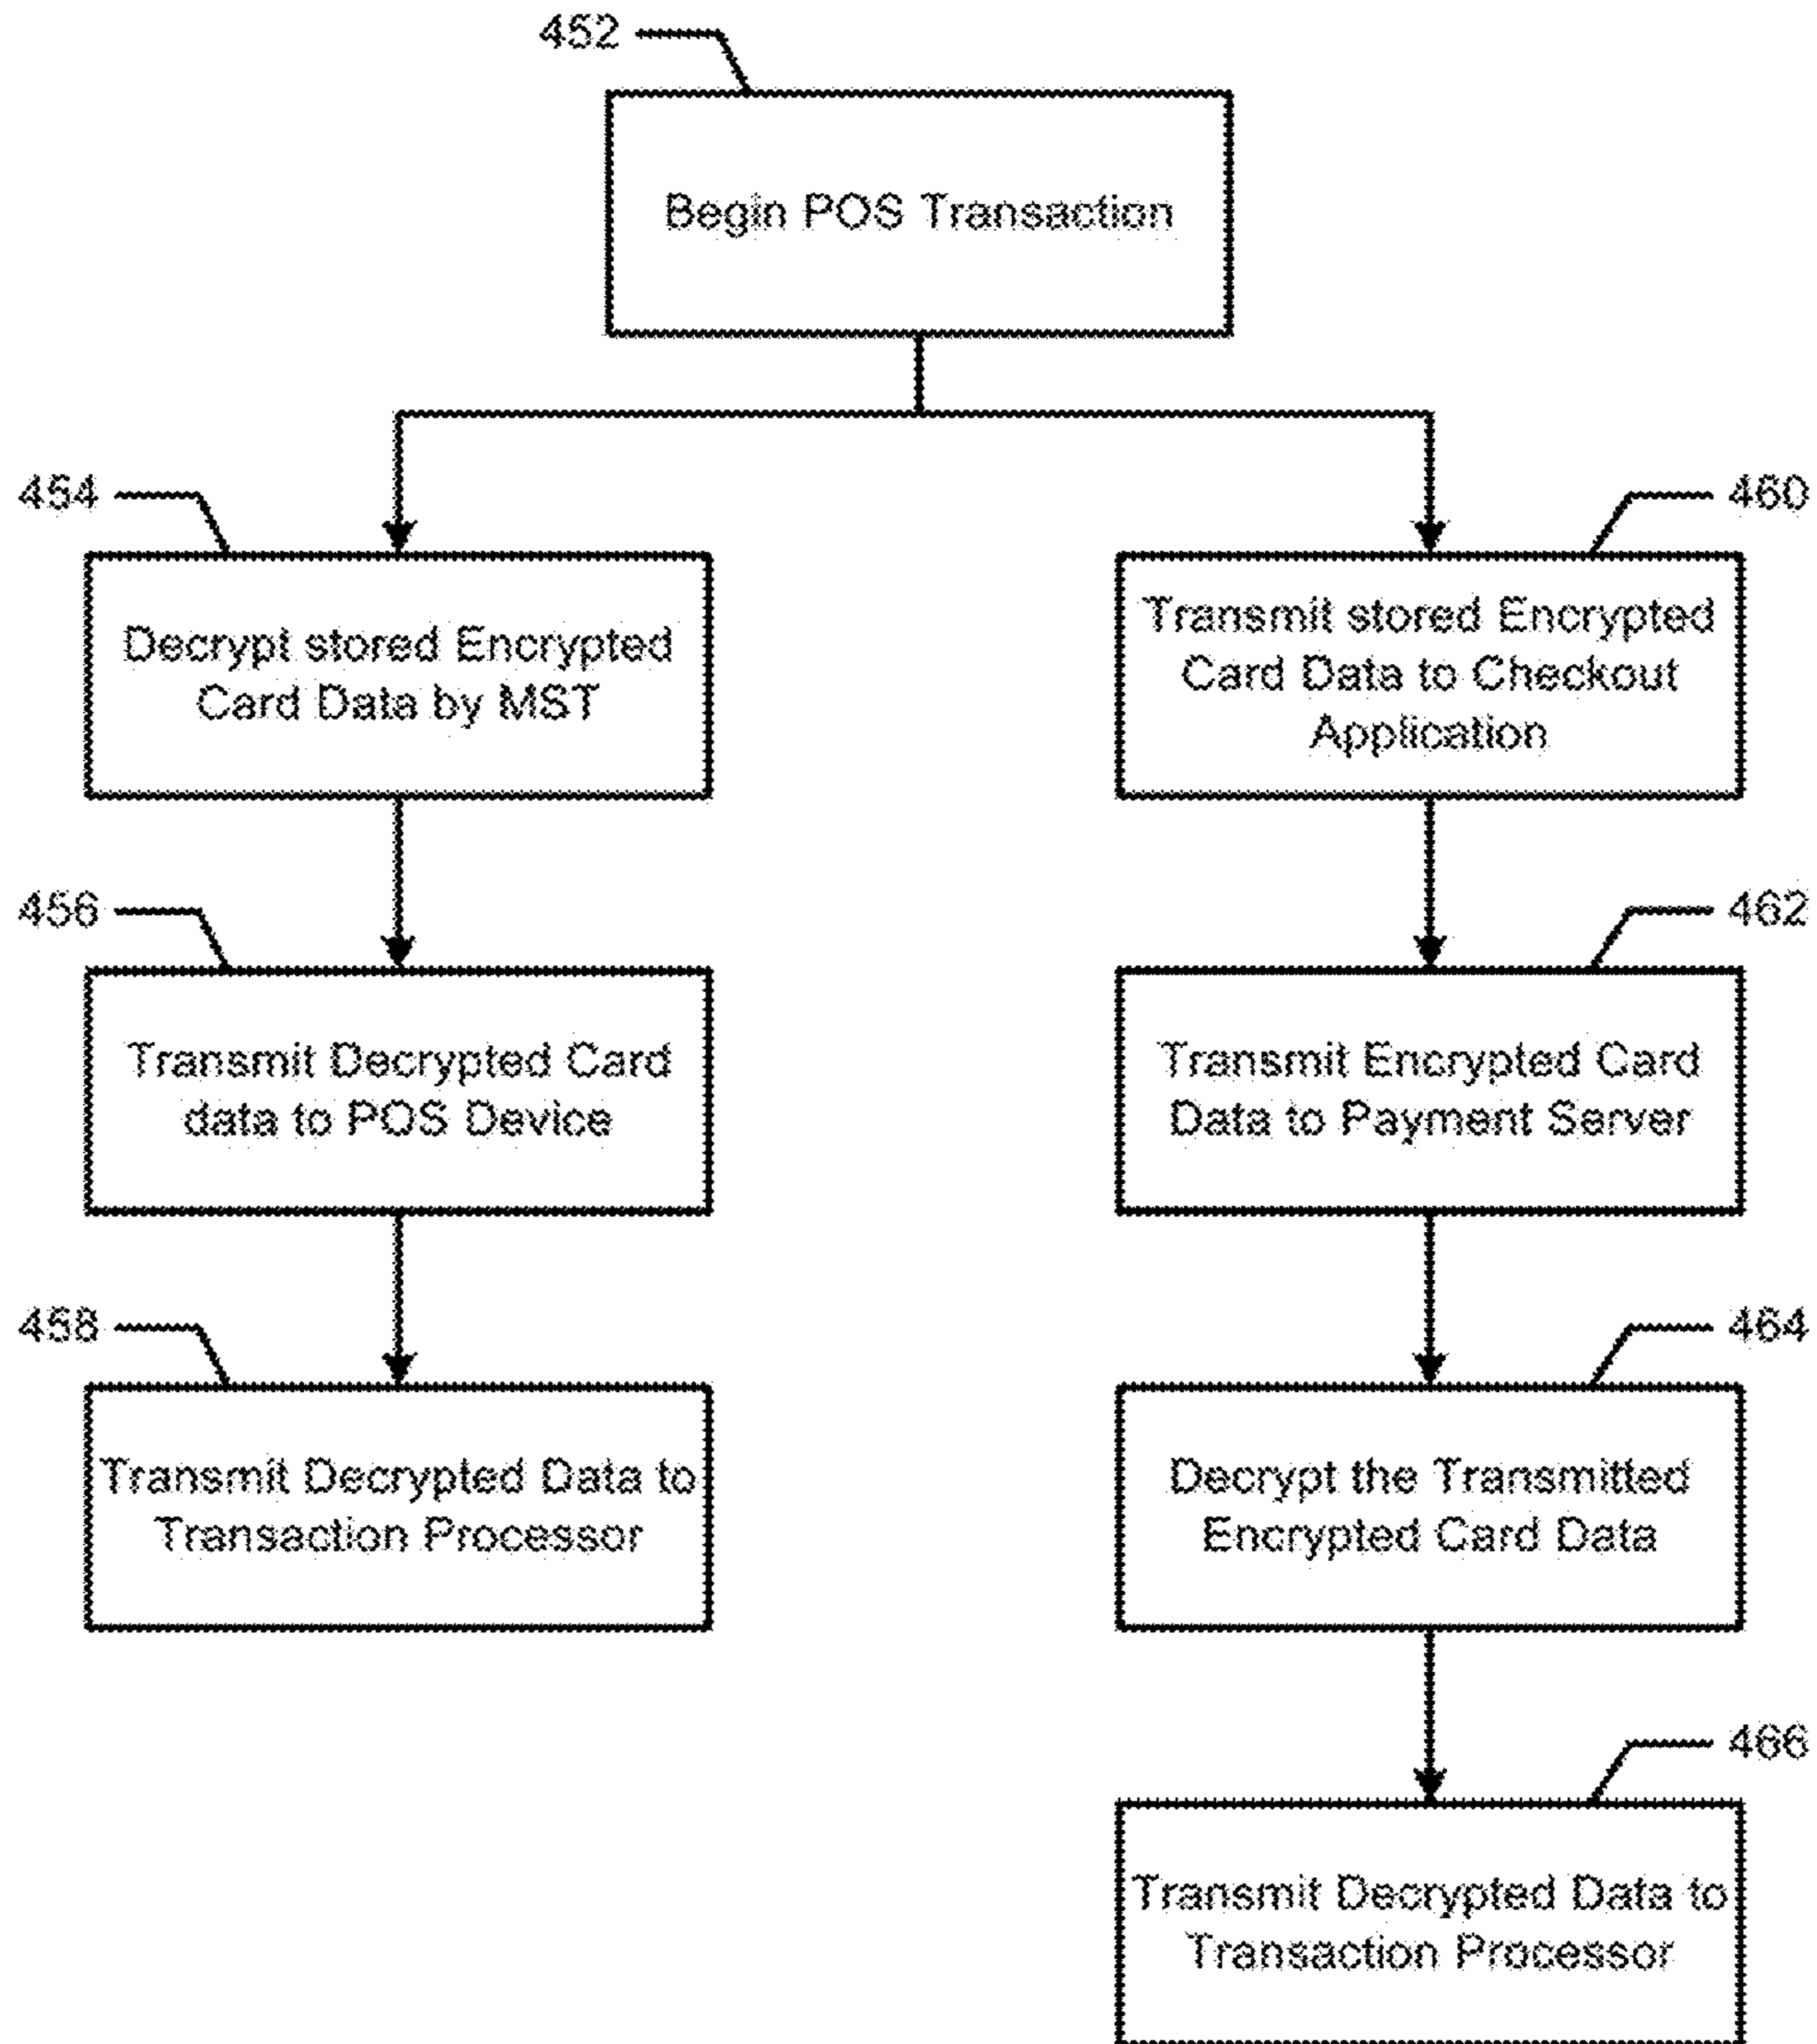 452
Begin POS Transaction
454
Decrypt stored Encrypted
Card Data by MST
456
Transmit Decrypted Card
data to POS Device
458
Transmit Decrypted Data to
Transaction Processor
460
Transmit stored Encrypted
Card Data to Checkout
Application
462
Transmit Encrypted Card
Data to Payment Server
464
Decrypt the Transmitted
Encrypted Card Data
466
Transmit Decrypted Data to
Transaction Processor